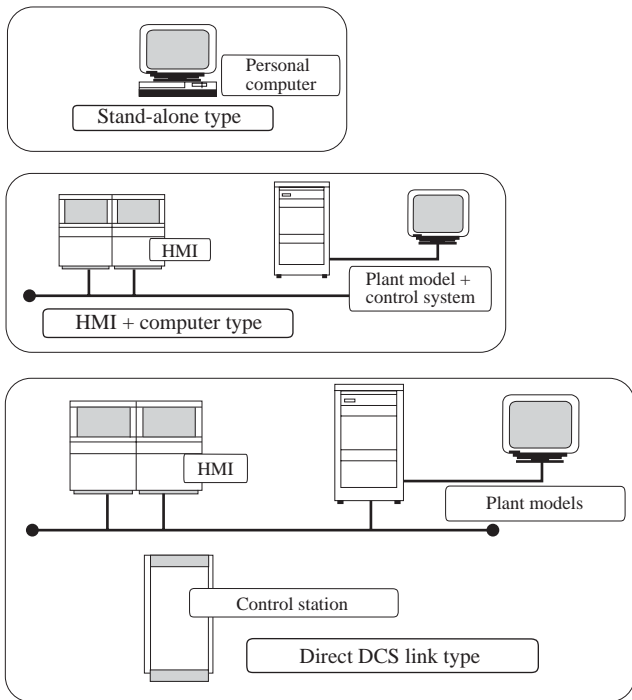 Personal
computer
Stand-alone type
HMI
Plant model +
control system
HMI + computer type
HMI
Plant models
Control station
Direct DCS link type